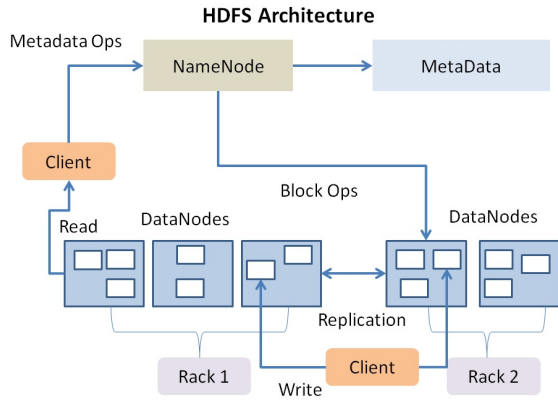 HDFS Architecture
Metadata Ops
NameNode
MetaData
Client
Block Ops
Read
DataNodes
DataNodes
Replication
Rack 1
Client
Rack 2
Write